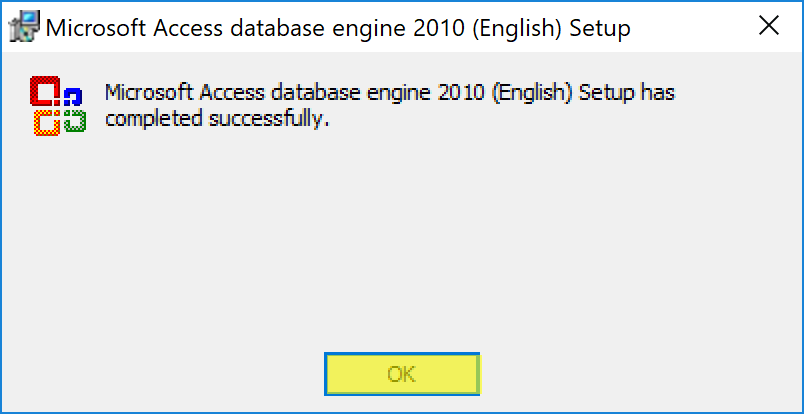 Microsoft Access database engine 2010 (English) Setup
Microsoft Access database engine 2010 (English) Setup has
completed successfully.
OK